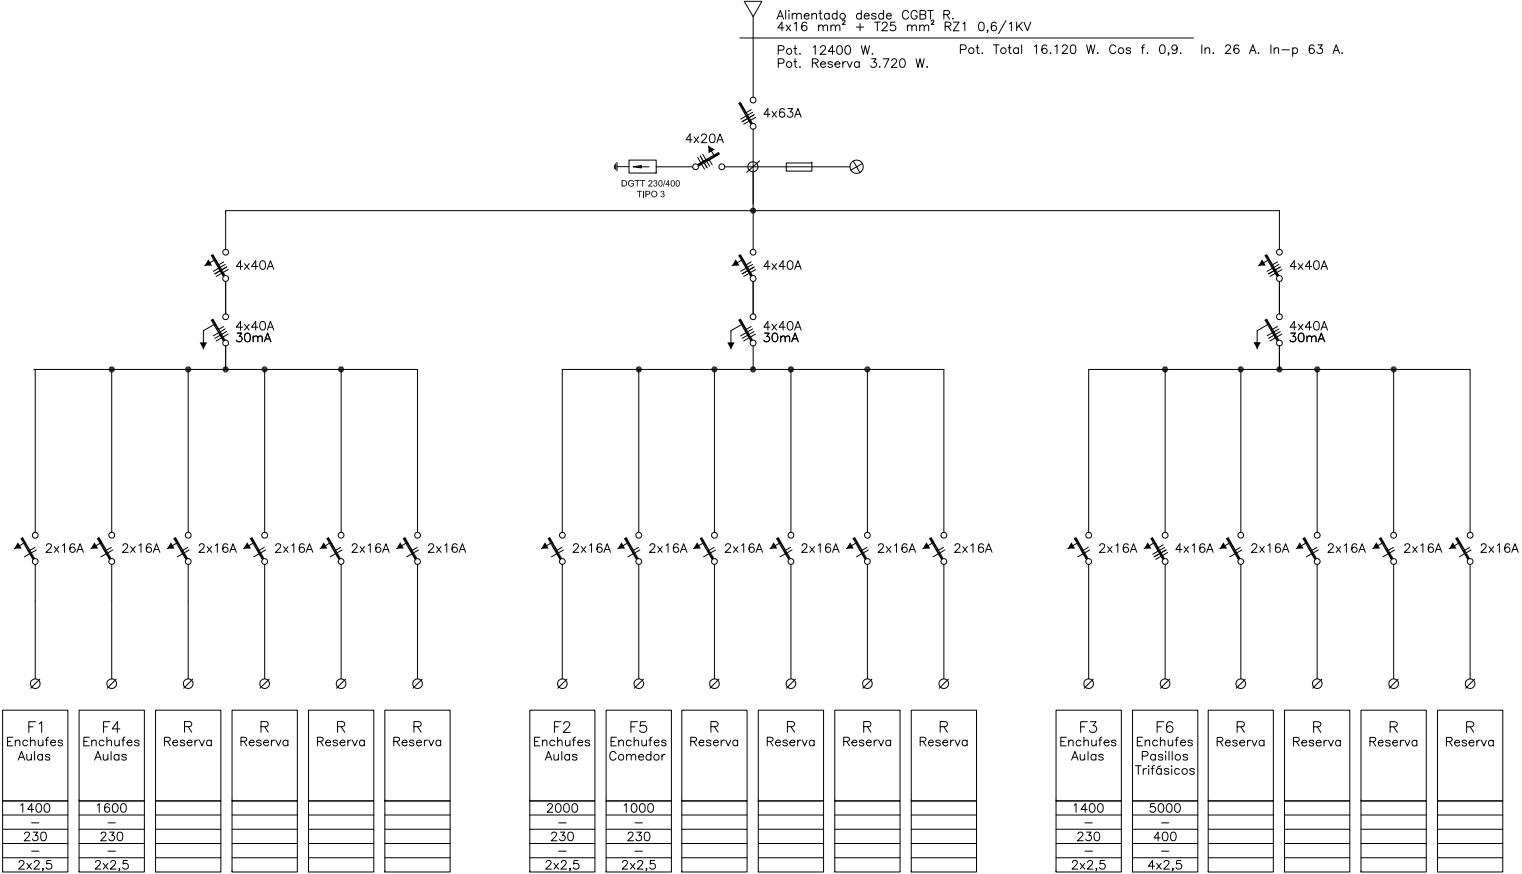 Alimentado desde CGBT R.
4x16 mm² + T25 mm² RZ1 0,6/1KV
Pot. 12400 W. Pot. Total 16.120 W. Cos f. 0,9. In. 26 A. In-p 63 A.
Pot. Reserva 3.720 W.
4x63A
4x20A
DGTT 230/400
TIPO 3
4x40A 4x40A 4x40A
4x40A 4x40A 4x40A
30mA 30mA 30mA
2x16A 2x16A 2x16A 2x16A 2x16A 2x16A 2x16A 2x16A 2x16A 2x16A 2x16A 2x16A 2x16A 4x16A 2x16A 2x16A 2x16A 2x16A
F1 F4 R R R R F2 F5 R R R R F3 F6 R R R R
Enchufes Enchufes Reserva Reserva Reserva Reserva Enchufes Enchufes Reserva Reserva Reserva Reserva Enchufes Enchufes Reserva Reserva Reserva Reserva
Aulas Aulas Aulas Comedor Aulas Pasillos
Trifásicos
1400 1600 2000 1000 1400 5000
– – – – – –
230 230 230 230 230 400
– – – – – –
2x2,5 2x2,5 2x2,5 2x2,5 2x2,5 4x2,5